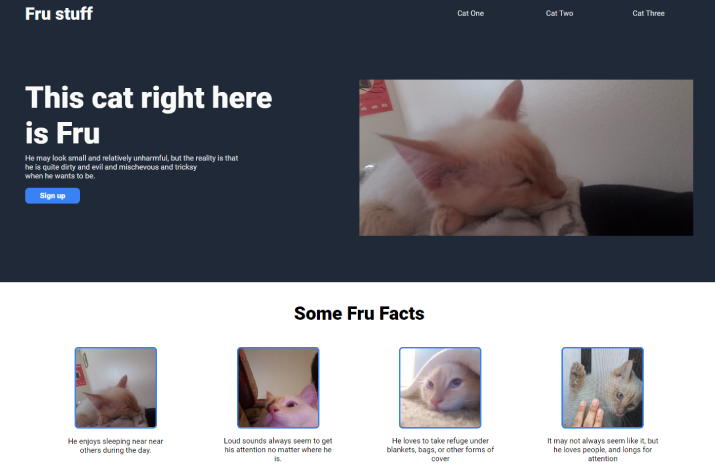 Fru stuff
Cat One
Cat Two
Cat Three
This cat right here
is Fru
He may look small and relatively unharmful, but the reality is that
he is quite dirty and evil and mischevous and tricksy
when he wants to be.
Sign up
Some Fru Facts
He enjoys sleeping near near
others during the day.
Loud sounds always seem to get
his attention no matter where he
is.
He loves to take refuge under
blankets, bags, or other forms of
cover
It may not always seem like it, but
he loves people, and longs for
attention